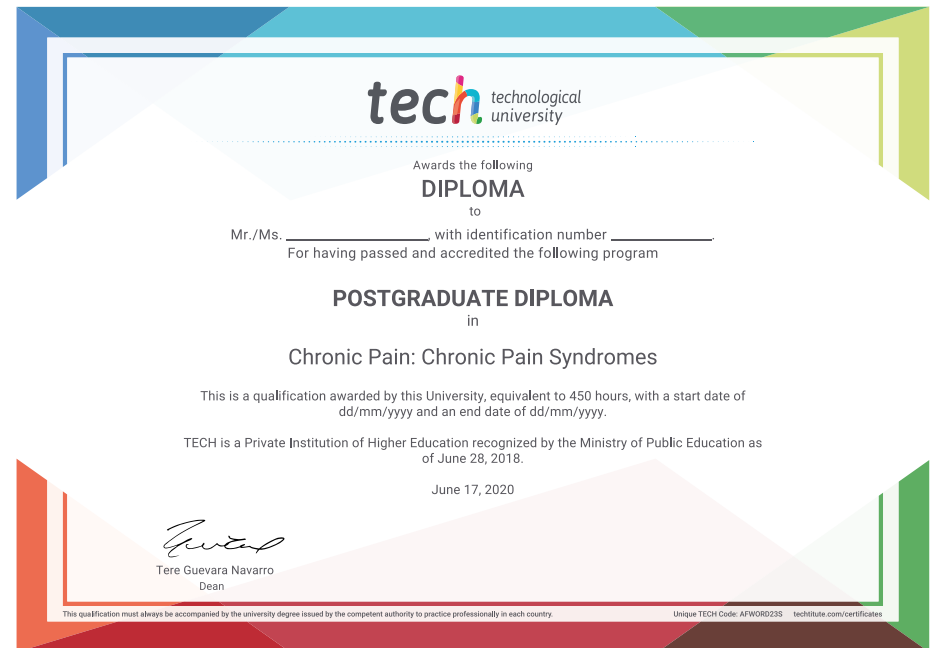 tech technological
university
Awards the following
DIPLOMA
to
Mr./Ms. ____________________, with identification number ______________.
For having passed and accredited the following program
POSTGRADUATE DIPLOMA
in
Chronic Pain: Chronic Pain Syndromes
This is a qualification awarded by this University, equivalent to 450 hours, with a start date of
dd/mm/yyyy and an end date of dd/mm/yyyy.
TECH is a Private Institution of Higher Education recognized by the Ministry of Public Education as
of June 28, 2018.
June 17, 2020
Tere Guevara Navarro
Dean
This qualification must always be accompanied by the university degree issued by the competent authority to practice professionally in each country. Unique TECH Code: AFWORD23S techtitute.com/certificates